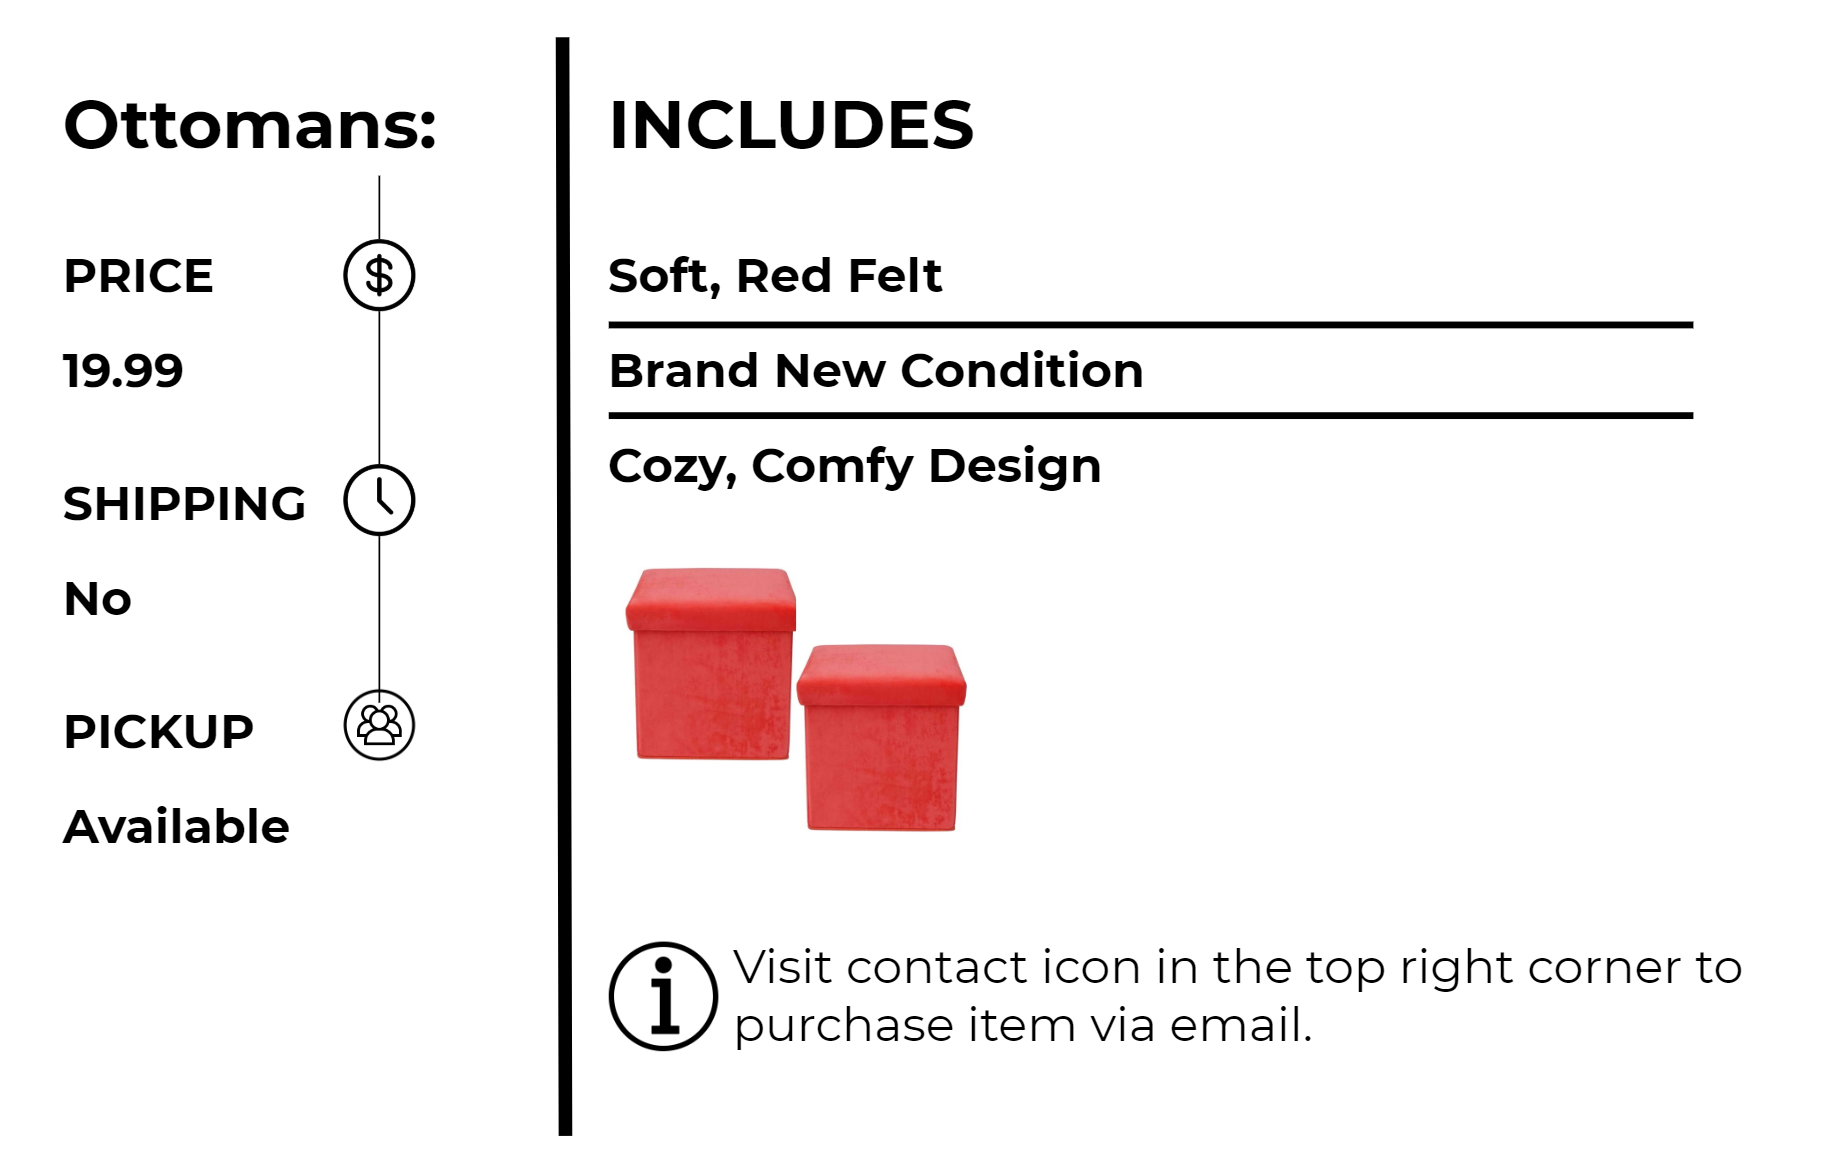 Ottomans:
PRICE
19.99
SHIPPING
No
PICKUP
Available
INCLUDES
Soft, Red Felt
Brand New Condition
Cozy, Comfy Design
Visit contact icon in the top right corner to
purchase item via email.